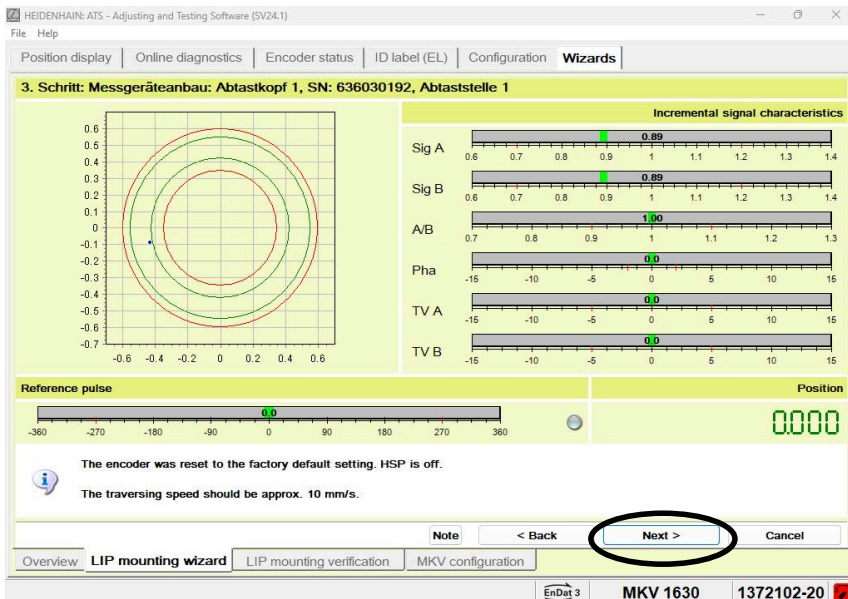 HEIDENHAIN: ATS - Adjusting and Testing Software (SV24.1)
File Help
Position display Online diagnostics Encoder status ID label (EL) Configuration Wizards
3. Schritt: Messgeräteanbau: Abtastkopf 1, SN: 636030192, Abtaststelle 1
0.6
0.5
0.4
0.3
0.2
0.1
0
-0.1
-0.2
-0.3
-0.4
-0.5
-0.6
-0.7
-0.6 -0.4 -0.2 0 0.2 0.4 0.6
Incremental signal characteristics
Sig A 0.89
0.6 0.7 0.8 0.9 1 1.1 1.2 1.3 1.4
Sig B 0.89
0.6 0.7 0.8 0.9 1 1.1 1.2 1.3 1.4
A/B 1.00
0.7 0.8 0.9 1 1.1 1.2 1.3
Pha 0.0
-15 -10 -5 0 5 10 15
TV A 0.0
-15 -10 -5 0 5 10 15
TV B 0.0
-15 -10 -5 0 5 10 15
Reference pulse
0.0
-360 -270 -180 -90 0 90 180 270 360
Position
0.000
The encoder was reset to the factory default setting. HSP is off.
The traversing speed should be approx. 10 mm/s.
Note < Back Next > Cancel
Overview LIP mounting wizard LIP mounting verification MKV configuration
EnDat 3 MKV 1630 1372102-20